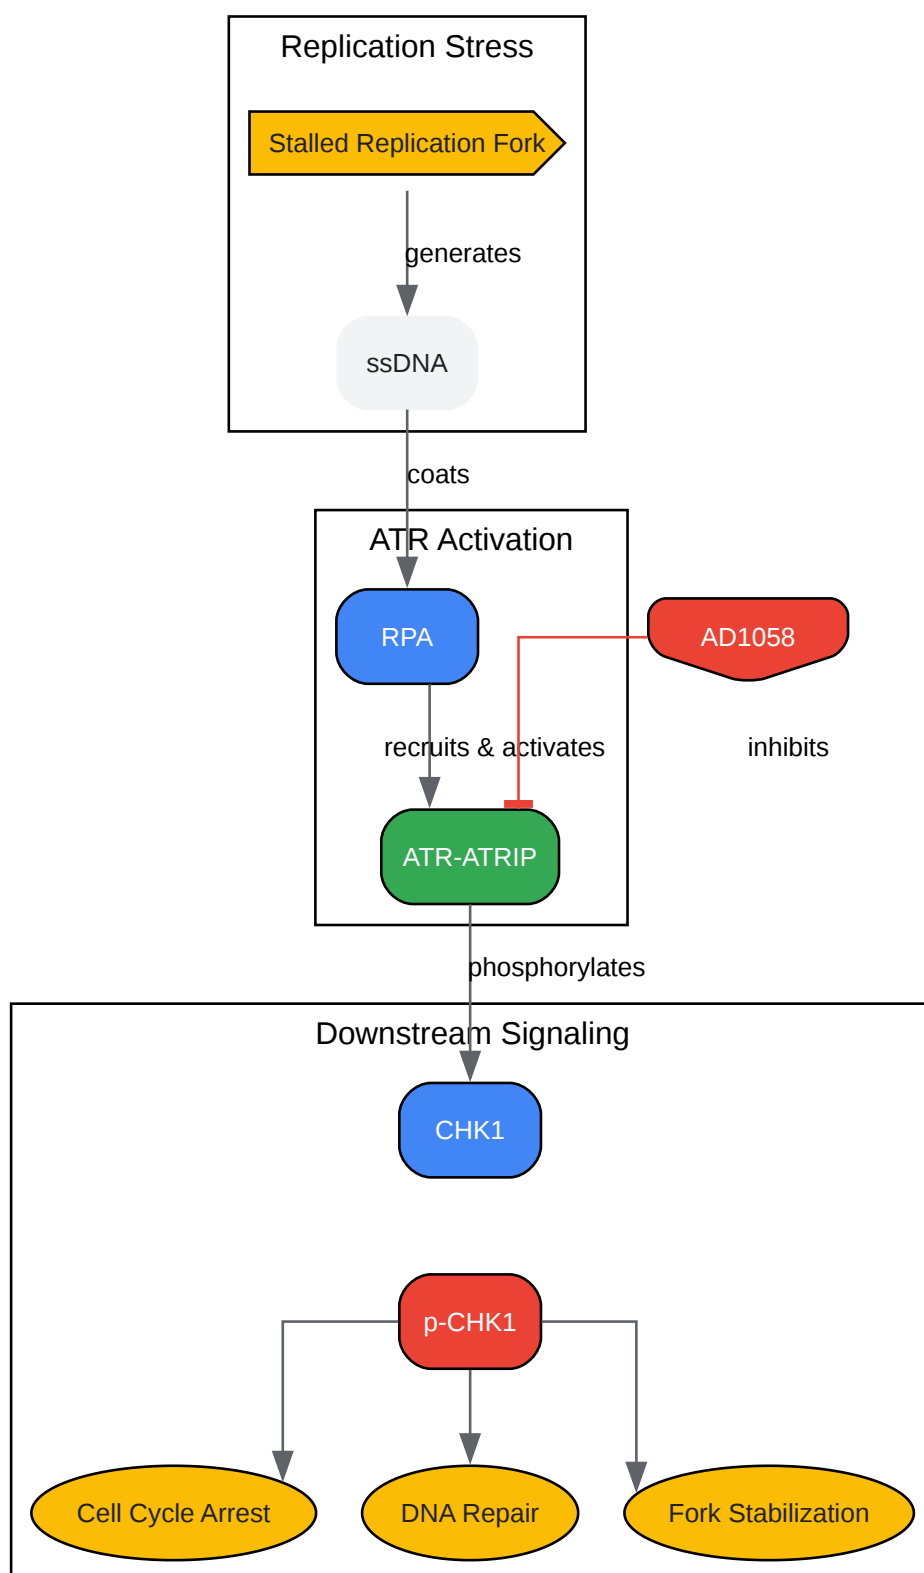 Replication Stress
Stalled Replication Fork
generates
ssDNA
coats
ATR Activation
RPA
AD1058
recruits & activates
inhibits
ATR-ATRIP
phosphorylates
Downstream Signaling
CHK1
p-CHK1
Cell Cycle Arrest
DNA Repair
Fork Stabilization